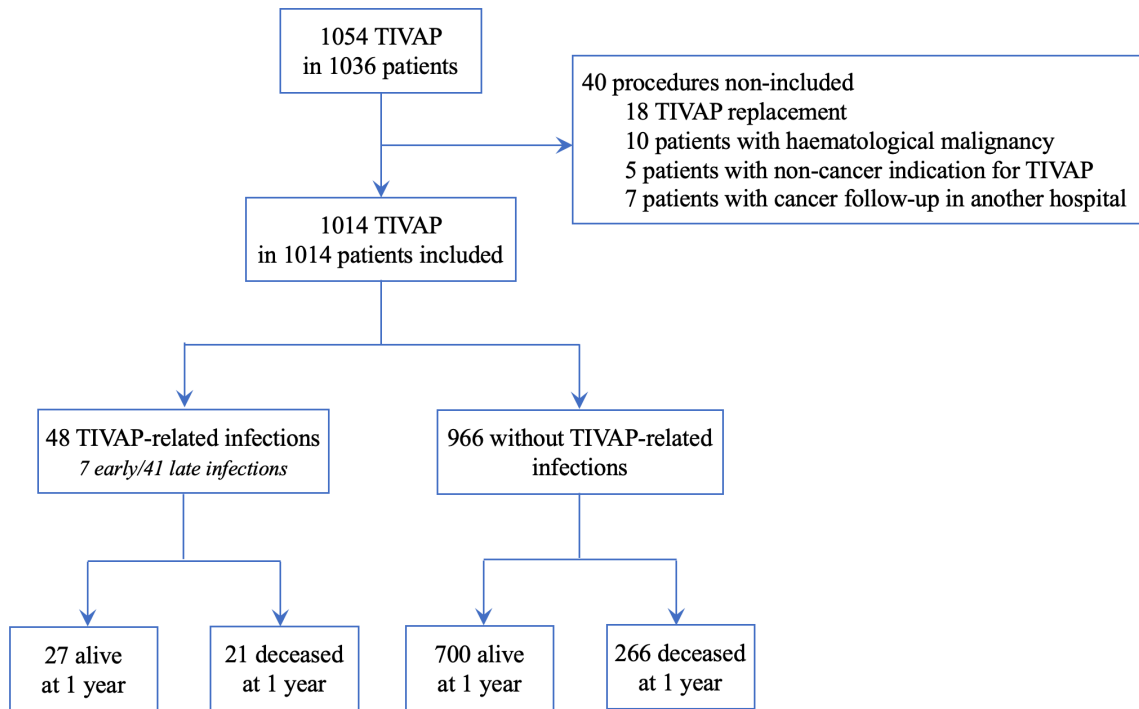 1054 TIVAP
in 1036 patients
40 procedures non-included
18 TIVAP replacement
10 patients with haematological malignancy
5 patients with non-cancer indication for TIVAP
7 patients with cancer follow-up in another hospital
1014 TIVAP
in 1014 patients included
48 TIVAP-related infections
7 early/41 late infections
966 without TIVAP-related
infections
27 alive
at 1 year
21 deceased
at 1 year
700 alive
at 1 year
266 deceased
at 1 year